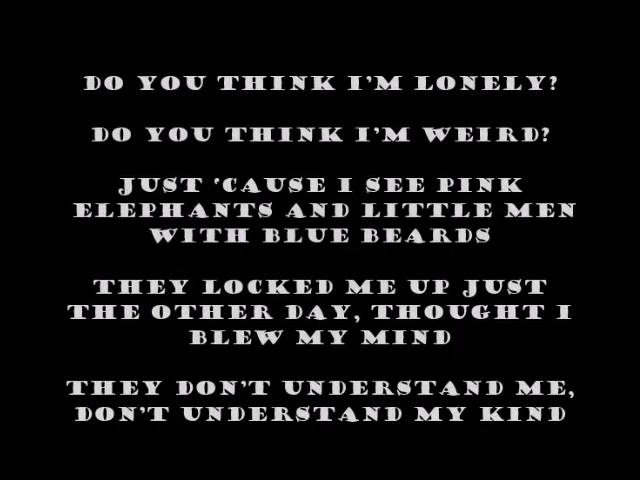 DO YOU THINK I'M LONELY?
DO YOU THINK I'M WEIRD?
JUST 'CAUSE I SEE PINK
ELEPHANTS AND LITTLE MEN
WITH BLUE BEARDS
THEY LOCKED ME UP JUST
THE OTHER DAY, THOUGHT I
BLEW MY MIND
THEY DON'T UNDERSTAND ME,
DON'T UNDERSTAND MY KIND